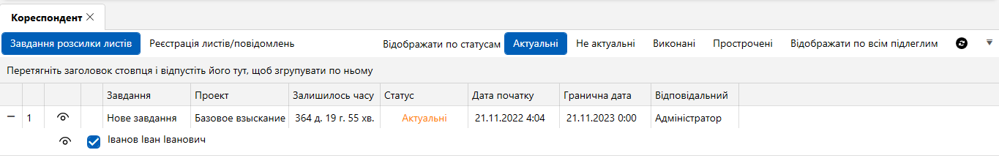 Кореспондент
Завдання розсилки листів Реєстрація листів/повідомлень Відображати по статусам Актуальні Не актуальні Виконані Прострочені Відображати по всім підлеглим
Перетягніть заголовок стовпця і відпустіть його тут, щоб згрупувати по ньому
Завдання Проект Залишилось часу Статус Дата початку Гранична дата Відповідальний
1 Нове завдання Базовое взыскание 364 д. 19 г. 55 хв. Актуальні 21.11.2022 4:04 21.11.2023 0:00 Адміністратор
Іванов Іван Іванович